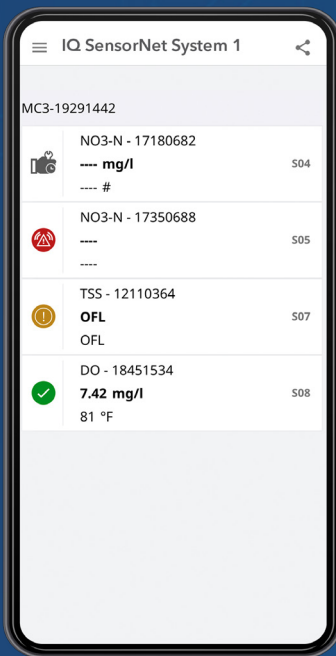 IQ SensorNet System 1
MC3-19291442
NO3-N - 17180682
---- mg/l
S04
---- #
NO3-N - 17350688
----
S05
----
TSS - 12110364
OFL
S07
OFL
DO - 18451534
7.42 mg/l
S08
81 °F